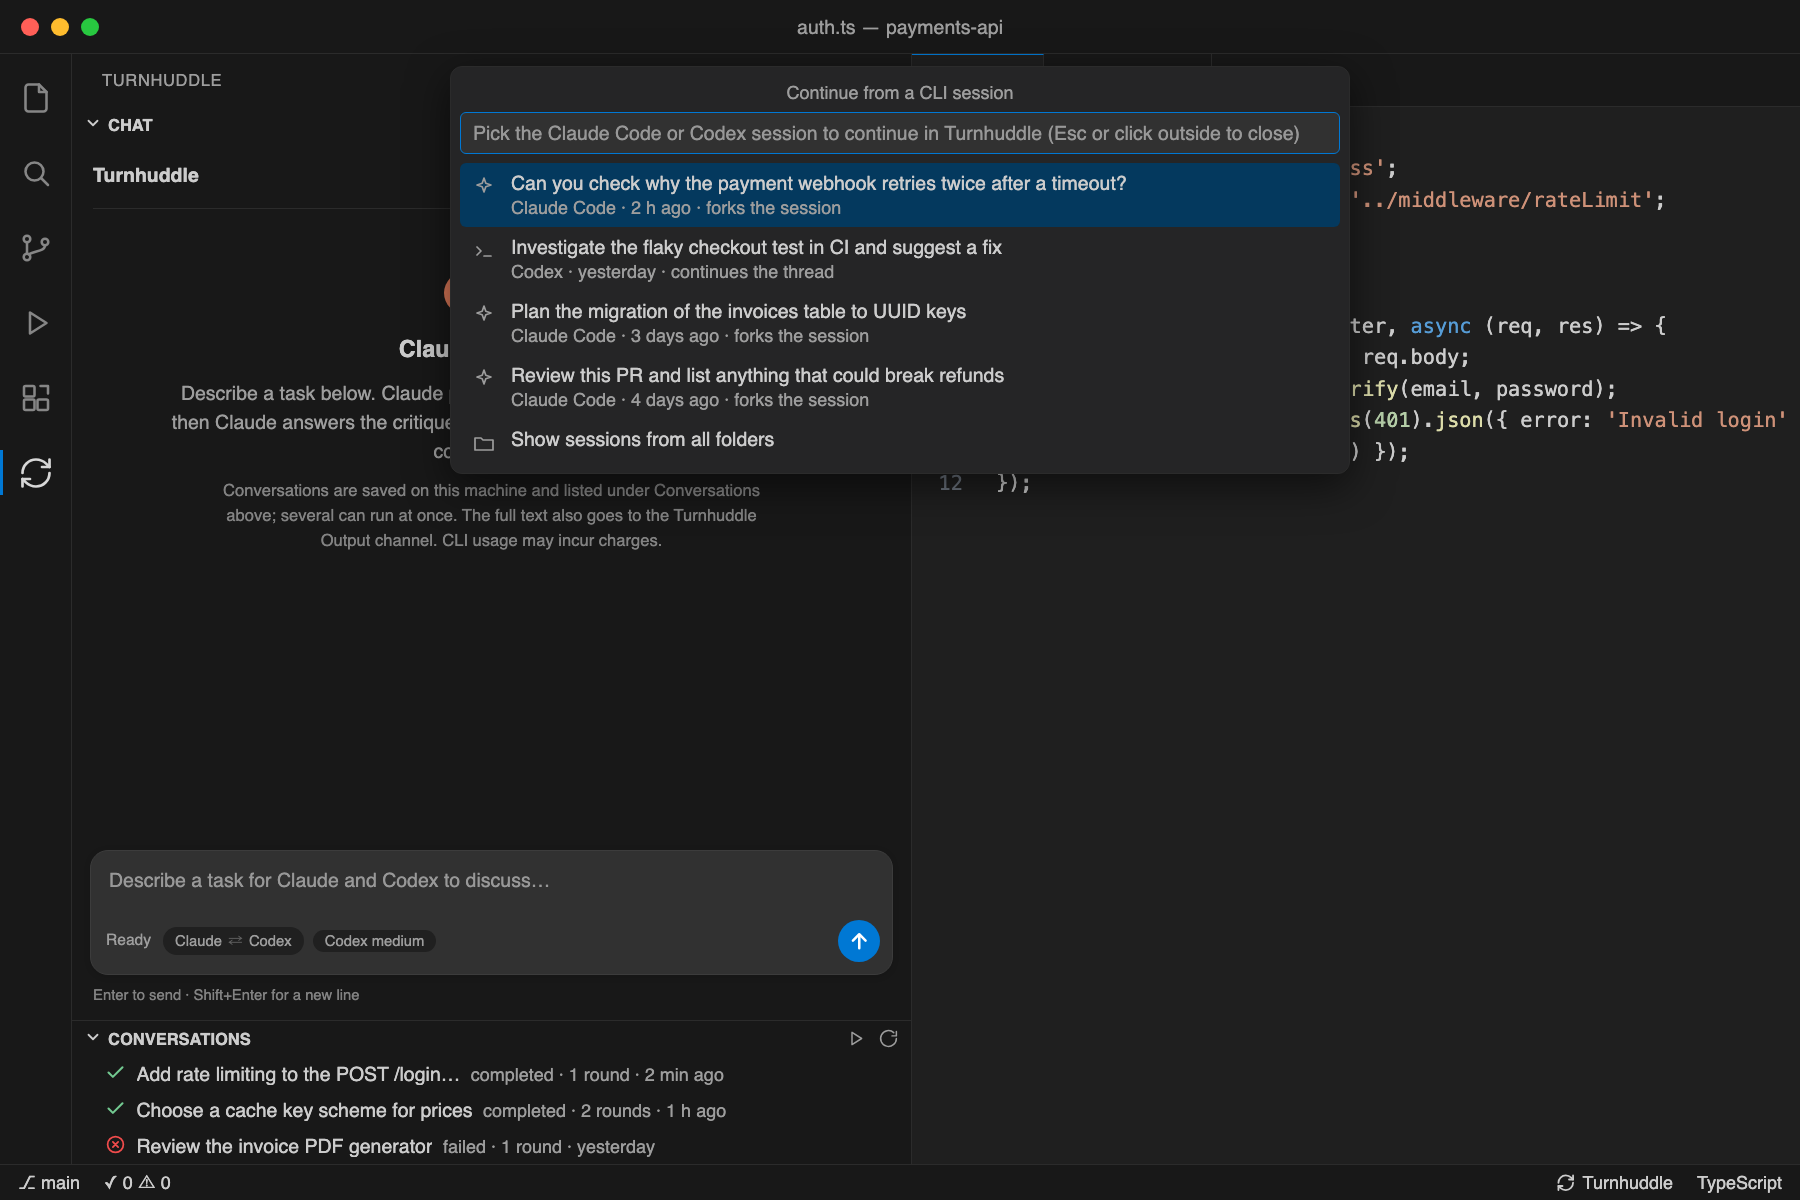 auth.ts — payments-api
TURNHUDDLE
CHAT
Turnhuddle
Continue from a CLI session
Pick the Claude Code or Codex session to continue in Turnhuddle (Esc or click outside to close)
Can you check why the payment webhook retries twice after a timeout?
Claude Code · 2 h ago · forks the session
Investigate the flaky checkout test in CI and suggest a fix
Codex · yesterday · continues the thread
Plan the migration of the invoices table to UUID keys
Claude Code · 3 days ago · forks the session
Review this PR and list anything that could break refunds
Claude Code · 4 days ago · forks the session
Show sessions from all folders
ss';
'../middleware/rateLimit';
ter, async (req, res) => {
req.body;
rify(email, password);
s(401).json({ error: 'Invalid login'
) });
12 });
Clau
Describe a task below. Claude
then Claude answers the critique
co
Conversations are saved on this machine and listed under Conversations
above; several can run at once. The full text also goes to the Turnhuddle
Output channel. CLI usage may incur charges.
Describe a task for Claude and Codex to discuss…
Ready Claude ⇄ Codex Codex medium
Enter to send · Shift+Enter for a new line
CONVERSATIONS
Add rate limiting to the POST /login… completed · 1 round · 2 min ago
Choose a cache key scheme for prices completed · 2 rounds · 1 h ago
Review the invoice PDF generator failed · 1 round · yesterday
main ✓ 0 ⚠ 0 Turnhuddle TypeScript